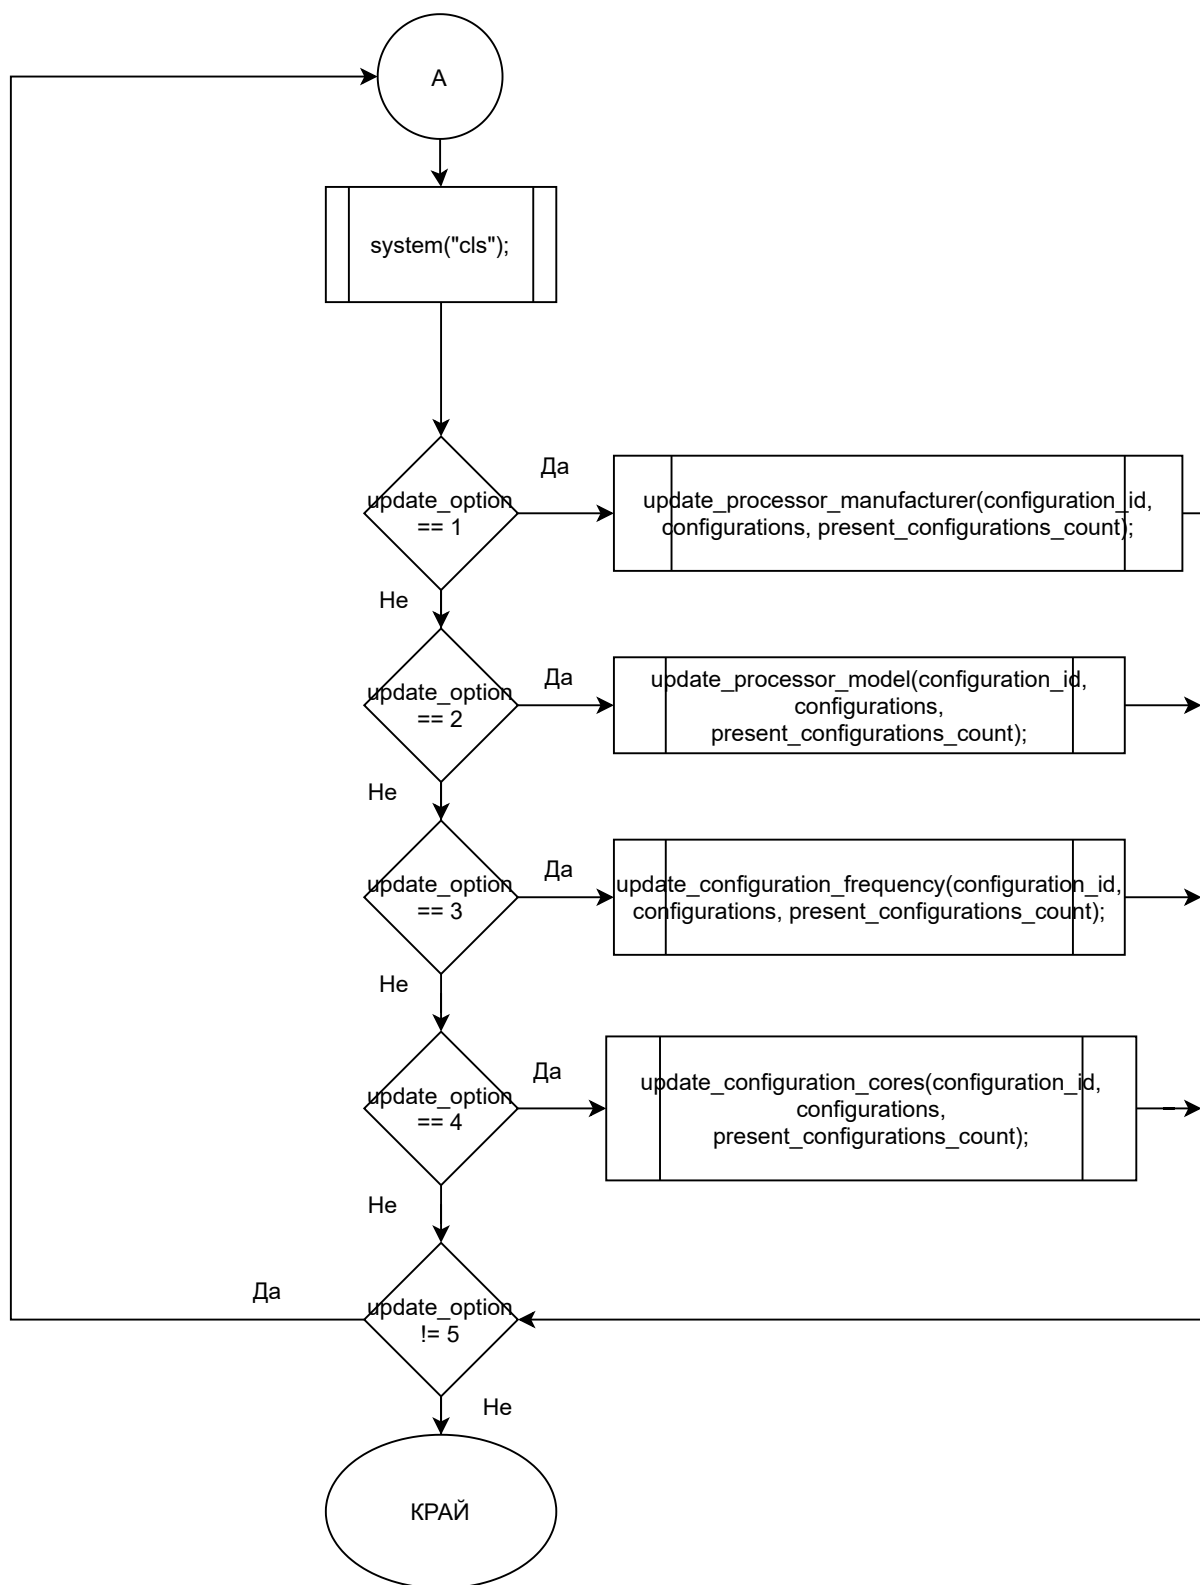 A
system("cls");
update_option
== 1
Да
update_processor_manufacturer(configuration_id,
configurations, present_configurations_count);
Не
update_option
== 2
Да
update_processor_model(configuration_id,
configurations,
present_configurations_count);
Не
update_option
== 3
Да
update_configuration_frequency(configuration_id,
configurations, present_configurations_count);
Не
update_option
== 4
Да
update_configuration_cores(configuration_id,
configurations,
present_configurations_count);
Не
update_option
!= 5
Да
Не
КРАЙ